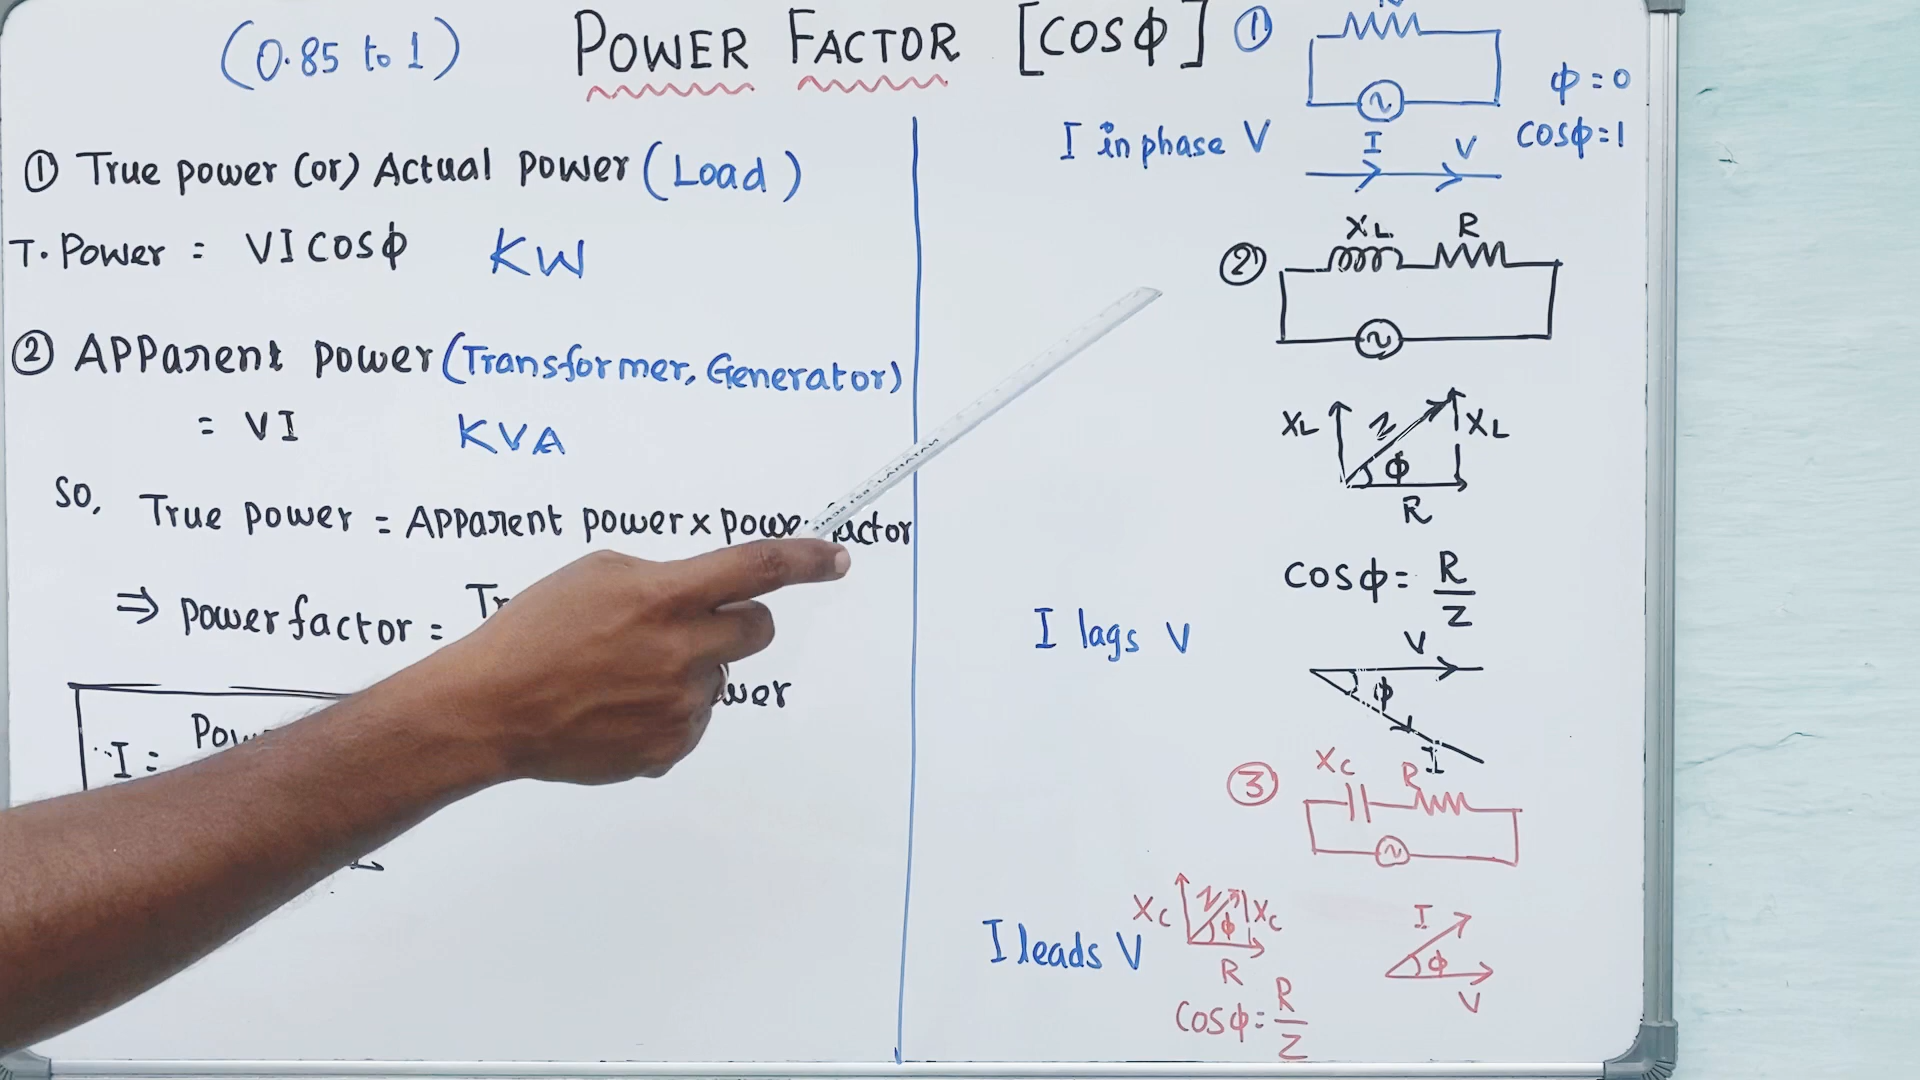 (0.85 to 1)
POWER FACTOR [COSϕ]
① True power (or) Actual power (Load)
T. Power = VI COSϕ KW
② Apparent power (Transformer, Generator)
= VI KVA
So, True power = Apparent power x power factor
⇒ power factor =
I =
①
I in phase V
I V
ϕ = 0
COSϕ = 1
②
XL R
XL Z XL
ϕ
R
COSϕ = R
Z
I lags V
V
ϕ
I
③
XC R
I leads V
XC Z XC
ϕ
R
COSϕ = R
Z
I
ϕ
V